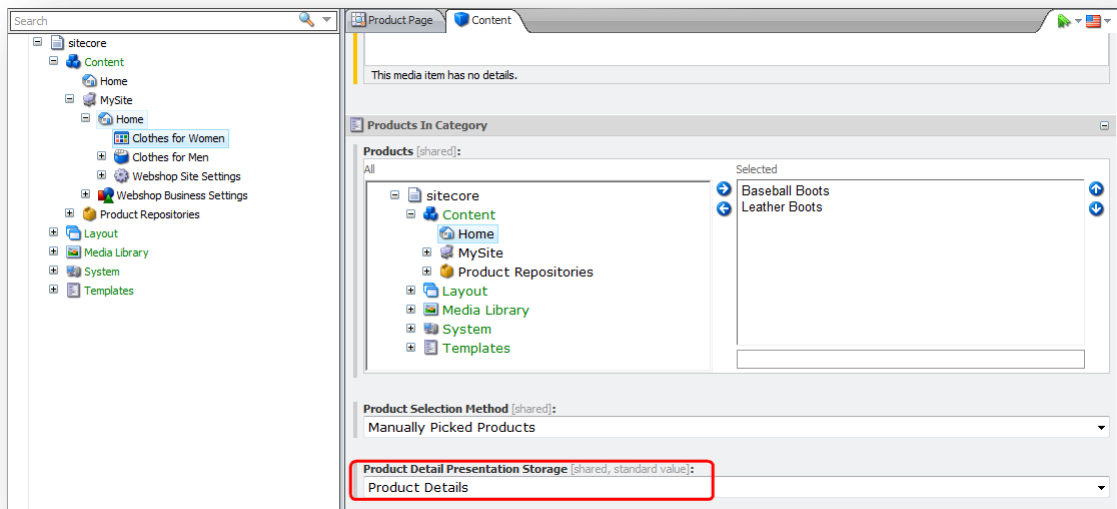 Search
sitecore
Content
Home
MySite
Home
Clothes for Women
Clothes for Men
Webshop Site Settings
Webshop Business Settings
Product Repositories
Layout
Media Library
System
Templates
Product Page
Content
This media item has no details.
Products In Category
Products [shared]:
All
sitecore
Content
Home
MySite
Product Repositories
Layout
Media Library
System
Templates
Selected
Baseball Boots
Leather Boots
Product Selection Method [shared]:
Manually Picked Products
Product Detail Presentation Storage [shared, standard value]:
Product Details